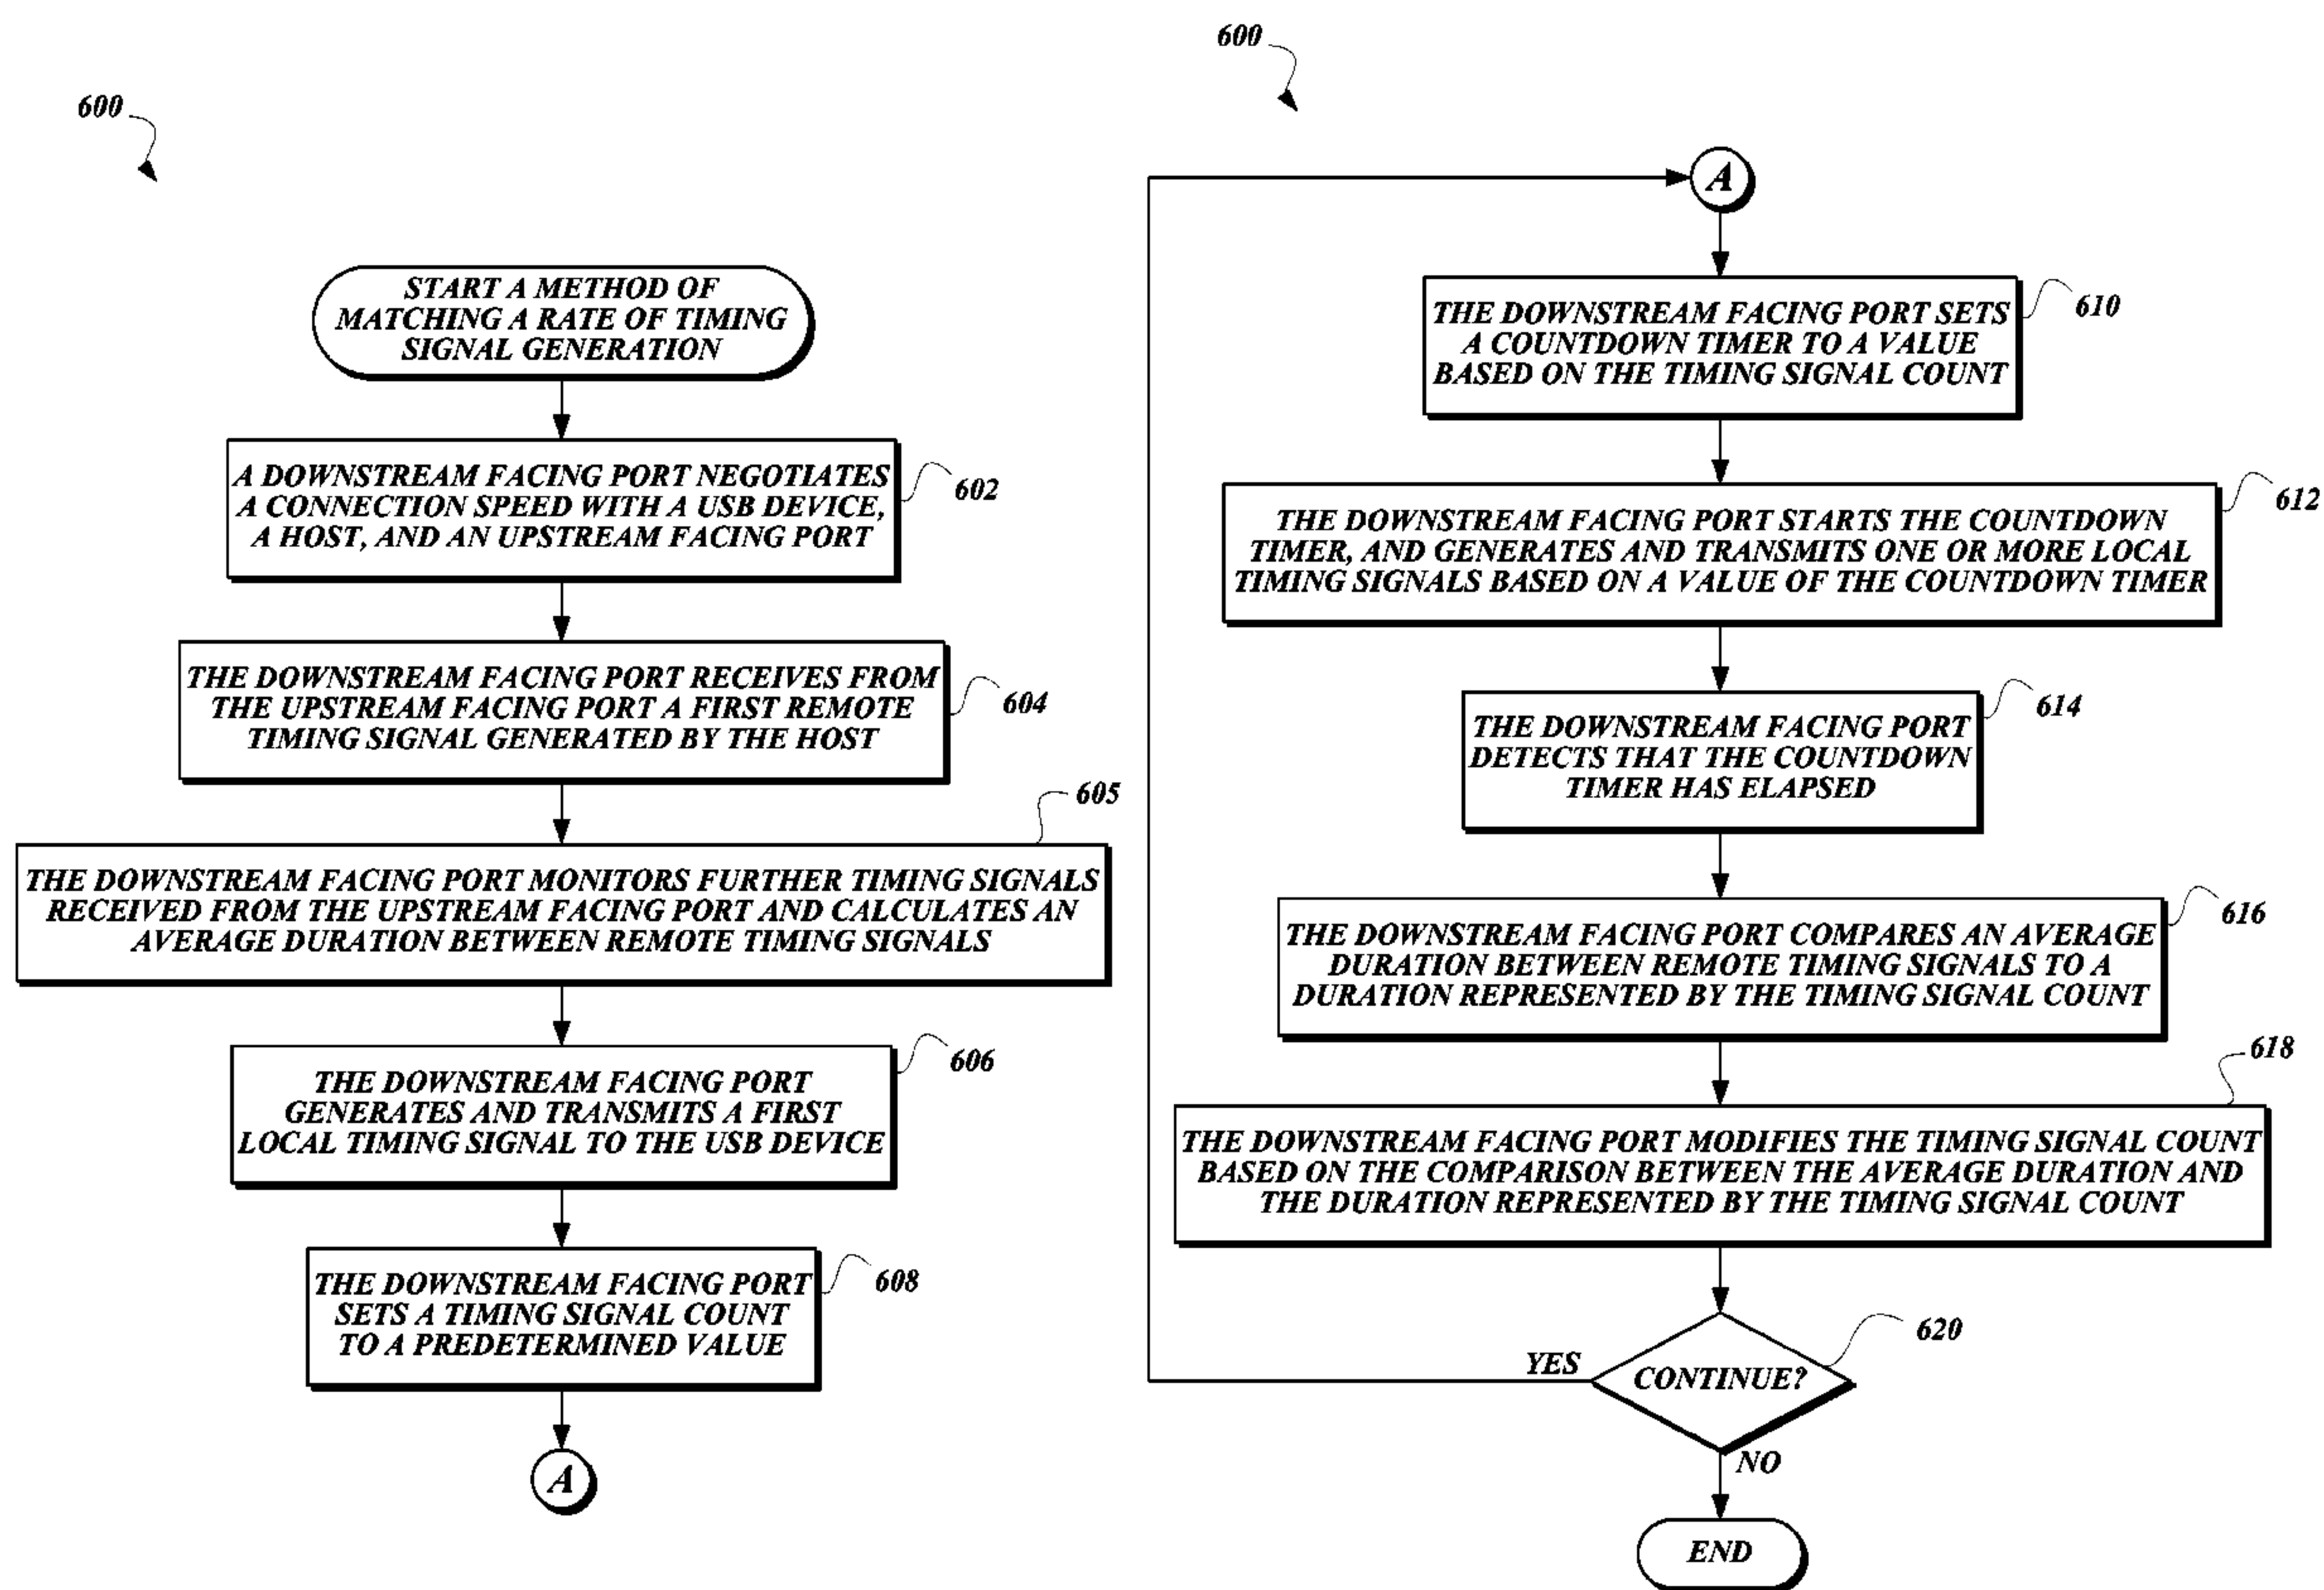 600
START A METHOD OF
MATCHING A RATE OF TIMING
SIGNAL GENERATION
A DOWNSTREAM FACING PORT NEGOTIATES
A CONNECTION SPEED WITH A USB DEVICE,
A HOST, AND AN UPSTREAM FACING PORT
602
THE DOWNSTREAM FACING PORT RECEIVES FROM
THE UPSTREAM FACING PORT A FIRST REMOTE
TIMING SIGNAL GENERATED BY THE HOST
604
605
THE DOWNSTREAM FACING PORT MONITORS FURTHER TIMING SIGNALS
RECEIVED FROM THE UPSTREAM FACING PORT AND CALCULATES AN
AVERAGE DURATION BETWEEN REMOTE TIMING SIGNALS
606
THE DOWNSTREAM FACING PORT
GENERATES AND TRANSMITS A FIRST
LOCAL TIMING SIGNAL TO THE USB DEVICE
THE DOWNSTREAM FACING PORT
SETS A TIMING SIGNAL COUNT
TO A PREDETERMINED VALUE
608
A
600
A
THE DOWNSTREAM FACING PORT SETS
A COUNTDOWN TIMER TO A VALUE
BASED ON THE TIMING SIGNAL COUNT
610
THE DOWNSTREAM FACING PORT STARTS THE COUNTDOWN
TIMER, AND GENERATES AND TRANSMITS ONE OR MORE LOCAL
TIMING SIGNALS BASED ON A VALUE OF THE COUNTDOWN TIMER
612
THE DOWNSTREAM FACING PORT
DETECTS THAT THE COUNTDOWN
TIMER HAS ELAPSED
614
THE DOWNSTREAM FACING PORT COMPARES AN AVERAGE
DURATION BETWEEN REMOTE TIMING SIGNALS TO A
DURATION REPRESENTED BY THE TIMING SIGNAL COUNT
616
618
THE DOWNSTREAM FACING PORT MODIFIES THE TIMING SIGNAL COUNT
BASED ON THE COMPARISON BETWEEN THE AVERAGE DURATION AND
THE DURATION REPRESENTED BY THE TIMING SIGNAL COUNT
620
YES
CONTINUE?
NO
END